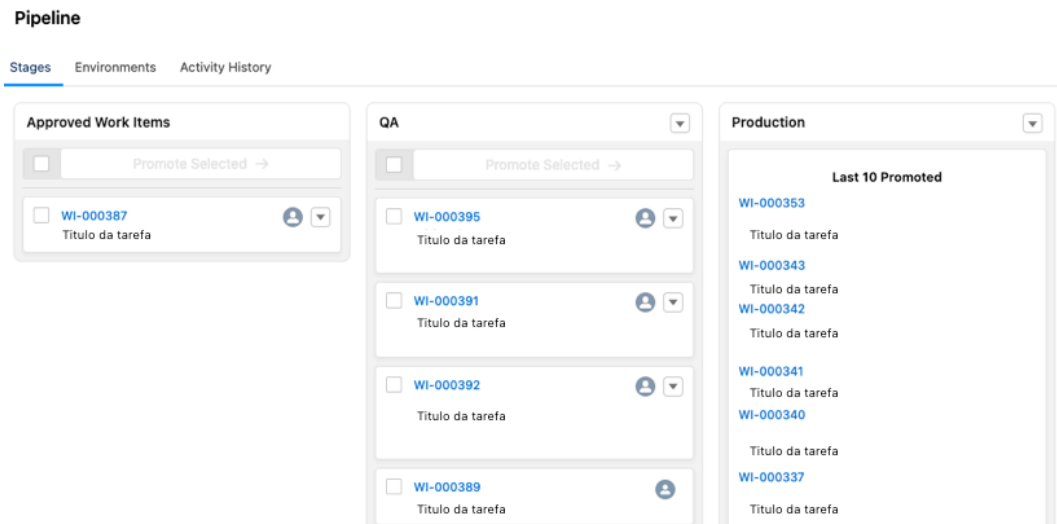 Pipeline
Stages Environments Activity History
Approved Work Items
Promote Selected →
WI-000387
Titulo da tarefa
QA
Promote Selected →
WI-000395
Titulo da tarefa
WI-000391
Titulo da tarefa
WI-000392
Titulo da tarefa
WI-000389
Titulo da tarefa
Production
Last 10 Promoted
WI-000353
Titulo da tarefa
WI-000343
Titulo da tarefa
WI-000342
Titulo da tarefa
WI-000341
Titulo da tarefa
WI-000340
Titulo da tarefa
WI-000337
Titulo da tarefa